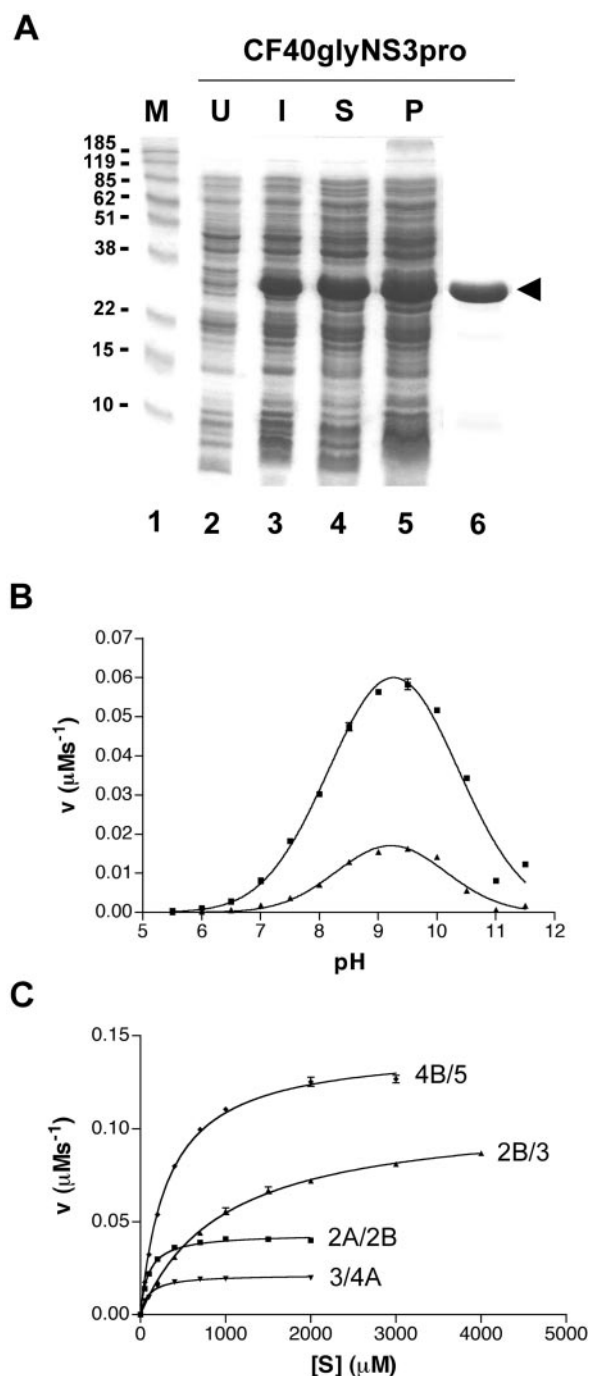 A
CF40glyNS3pro
M U I S P
185
119
85
62
51
38
22
15
10
1 2 3 4 5 6
B
0.07
0.06
0.05
0.04
0.03
0.02
0.01
0.00
v (μMs⁻¹)
5 6 7 8 9 10 11 12
pH
C
0.15
0.10
0.05
0.00
v (μMs⁻¹)
4B/5
2B/3
2A/2B
3/4A
0 1000 2000 3000 4000 5000
[S] (μM)